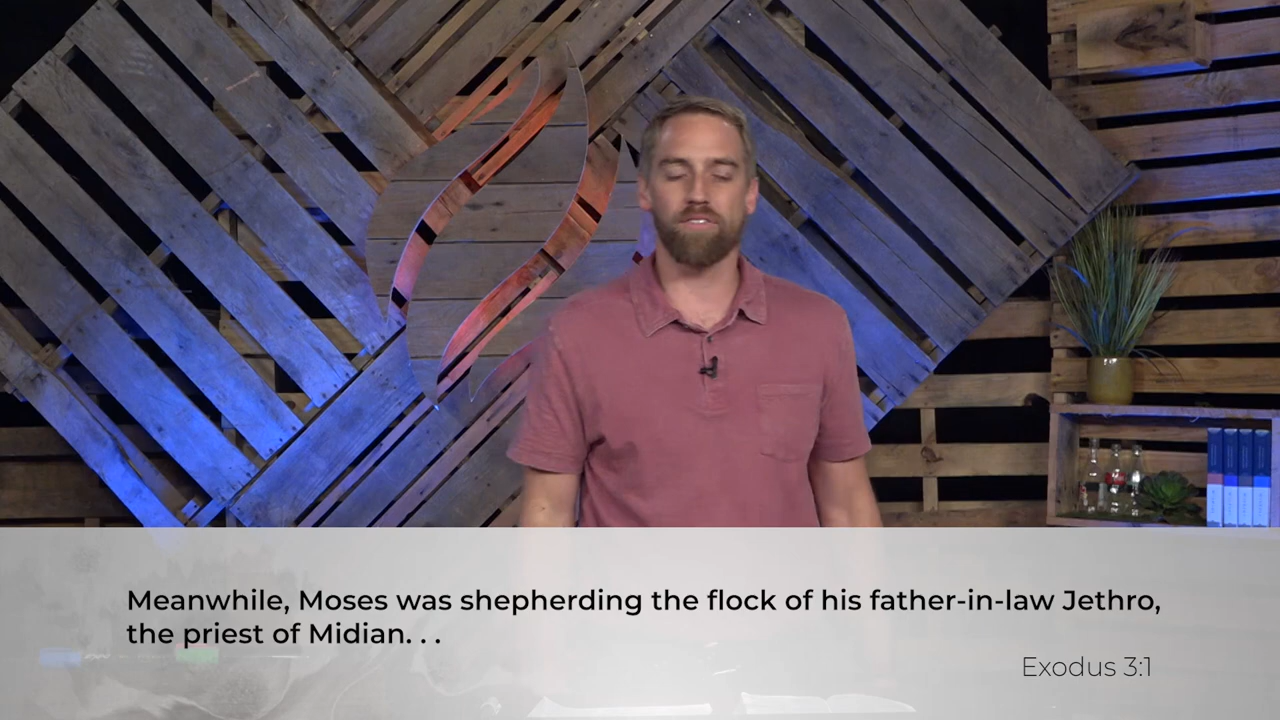 Meanwhile, Moses was shepherding the flock of his father-in-law Jethro,
the priest of Midian. . .
Exodus 3:1